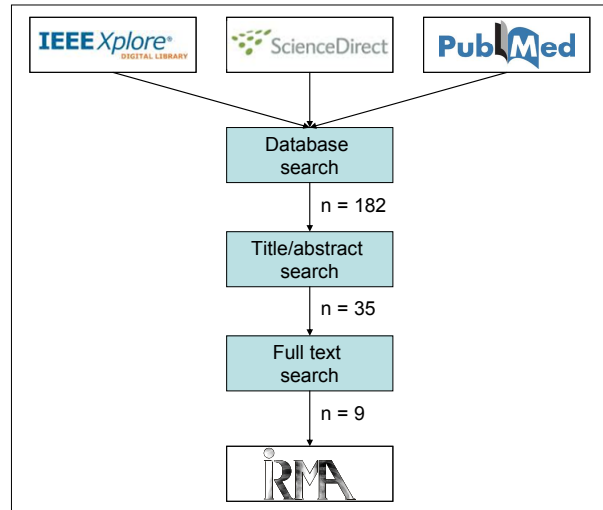 IEEE Xplore®
DIGITAL LIBRARY
ScienceDirect
PubMed
Database
search
n = 182
Title/abstract
search
n = 35
Full text
search
n = 9
IRMA